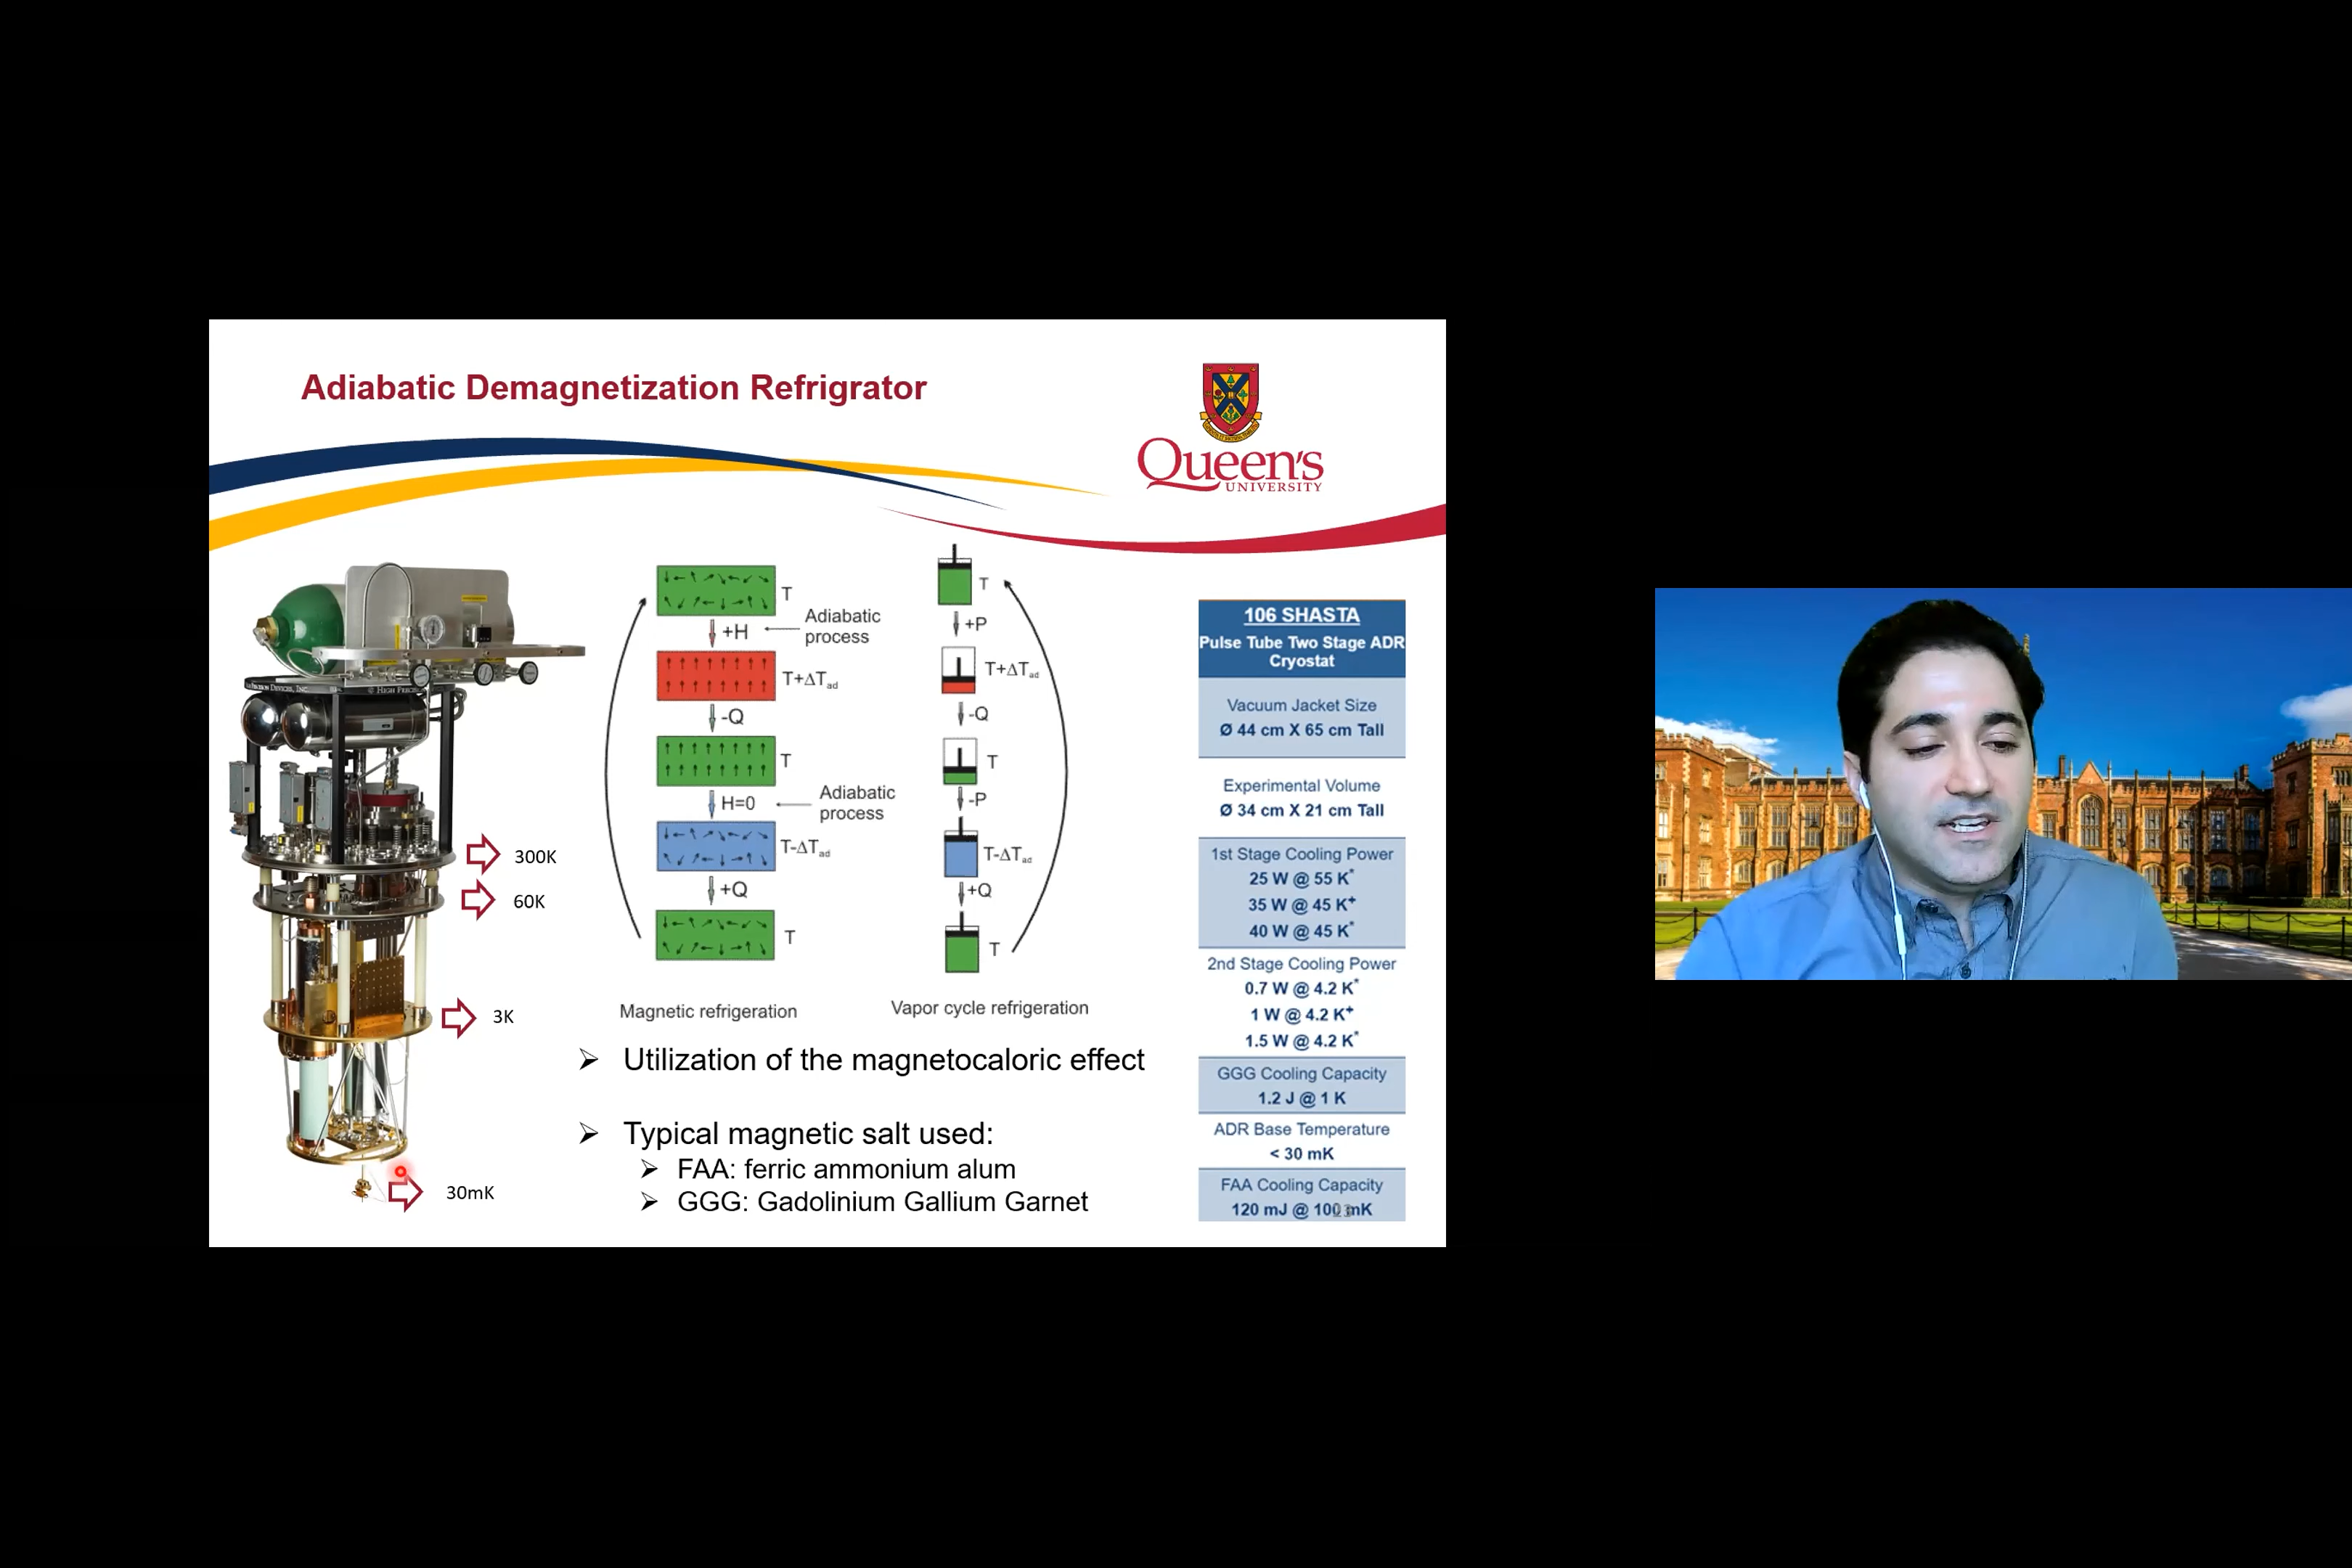 Adiabatic Demagnetization Refrigrator
Queen's
UNIVERSITY
300K
60K
3K
30mK
T
+H
Adiabatic
process
T+ΔTad
-Q
T
H=0
Adiabatic
process
T-ΔTad
+Q
T
Magnetic refrigeration
T
+P
T+ΔTad
-Q
T
-P
T-ΔTad
+Q
T
Vapor cycle refrigeration
➢ Utilization of the magnetocaloric effect
➢ Typical magnetic salt used:
➢ FAA: ferric ammonium alum
➢ GGG: Gadolinium Gallium Garnet
106 SHASTA
Pulse Tube Two Stage ADR
Cryostat
Vacuum Jacket Size
Ø 44 cm X 65 cm Tall
Experimental Volume
Ø 34 cm X 21 cm Tall
1st Stage Cooling Power
25 W @ 55 K*
35 W @ 45 K+
40 W @ 45 K*
2nd Stage Cooling Power
0.7 W @ 4.2 K*
1 W @ 4.2 K+
1.5 W @ 4.2 K*
GGG Cooling Capacity
1.2 J @ 1 K
ADR Base Temperature
< 30 mK
FAA Cooling Capacity
120 mJ @ 100 mK